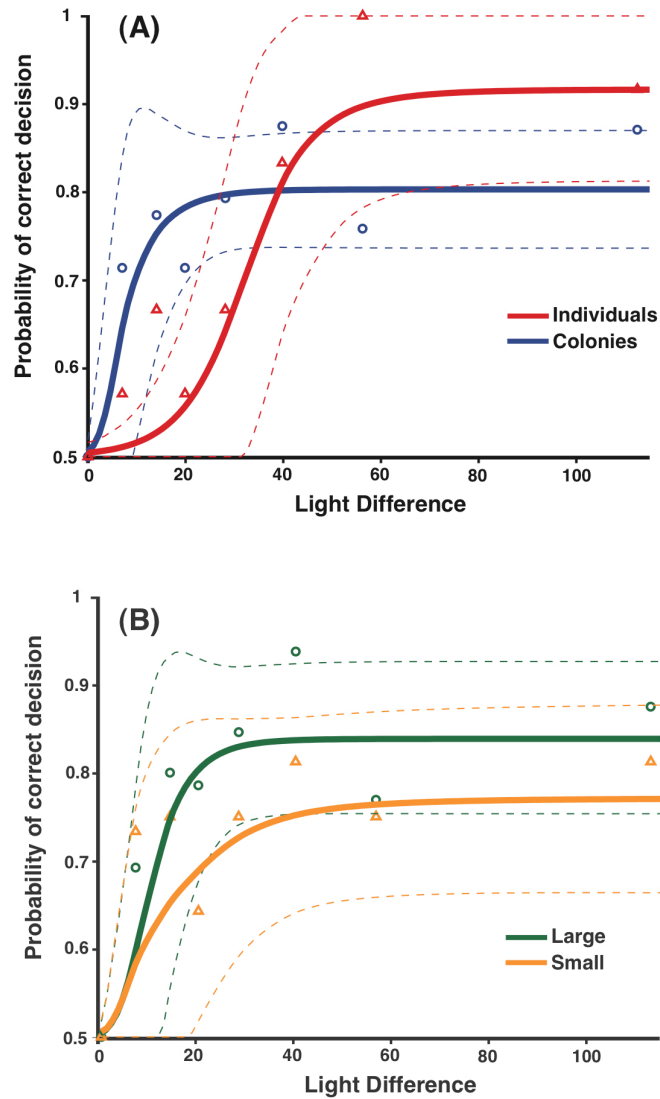 (A)
1
0.9
0.8
0.7
0.6
0.5
Probability of correct decision
Individuals
Colonies
0 20 40 60 80 100
Light Difference
(B)
1
0.9
0.8
0.7
0.6
0.5
Probability of correct decision
Large
Small
0 20 40 60 80 100
Light Difference